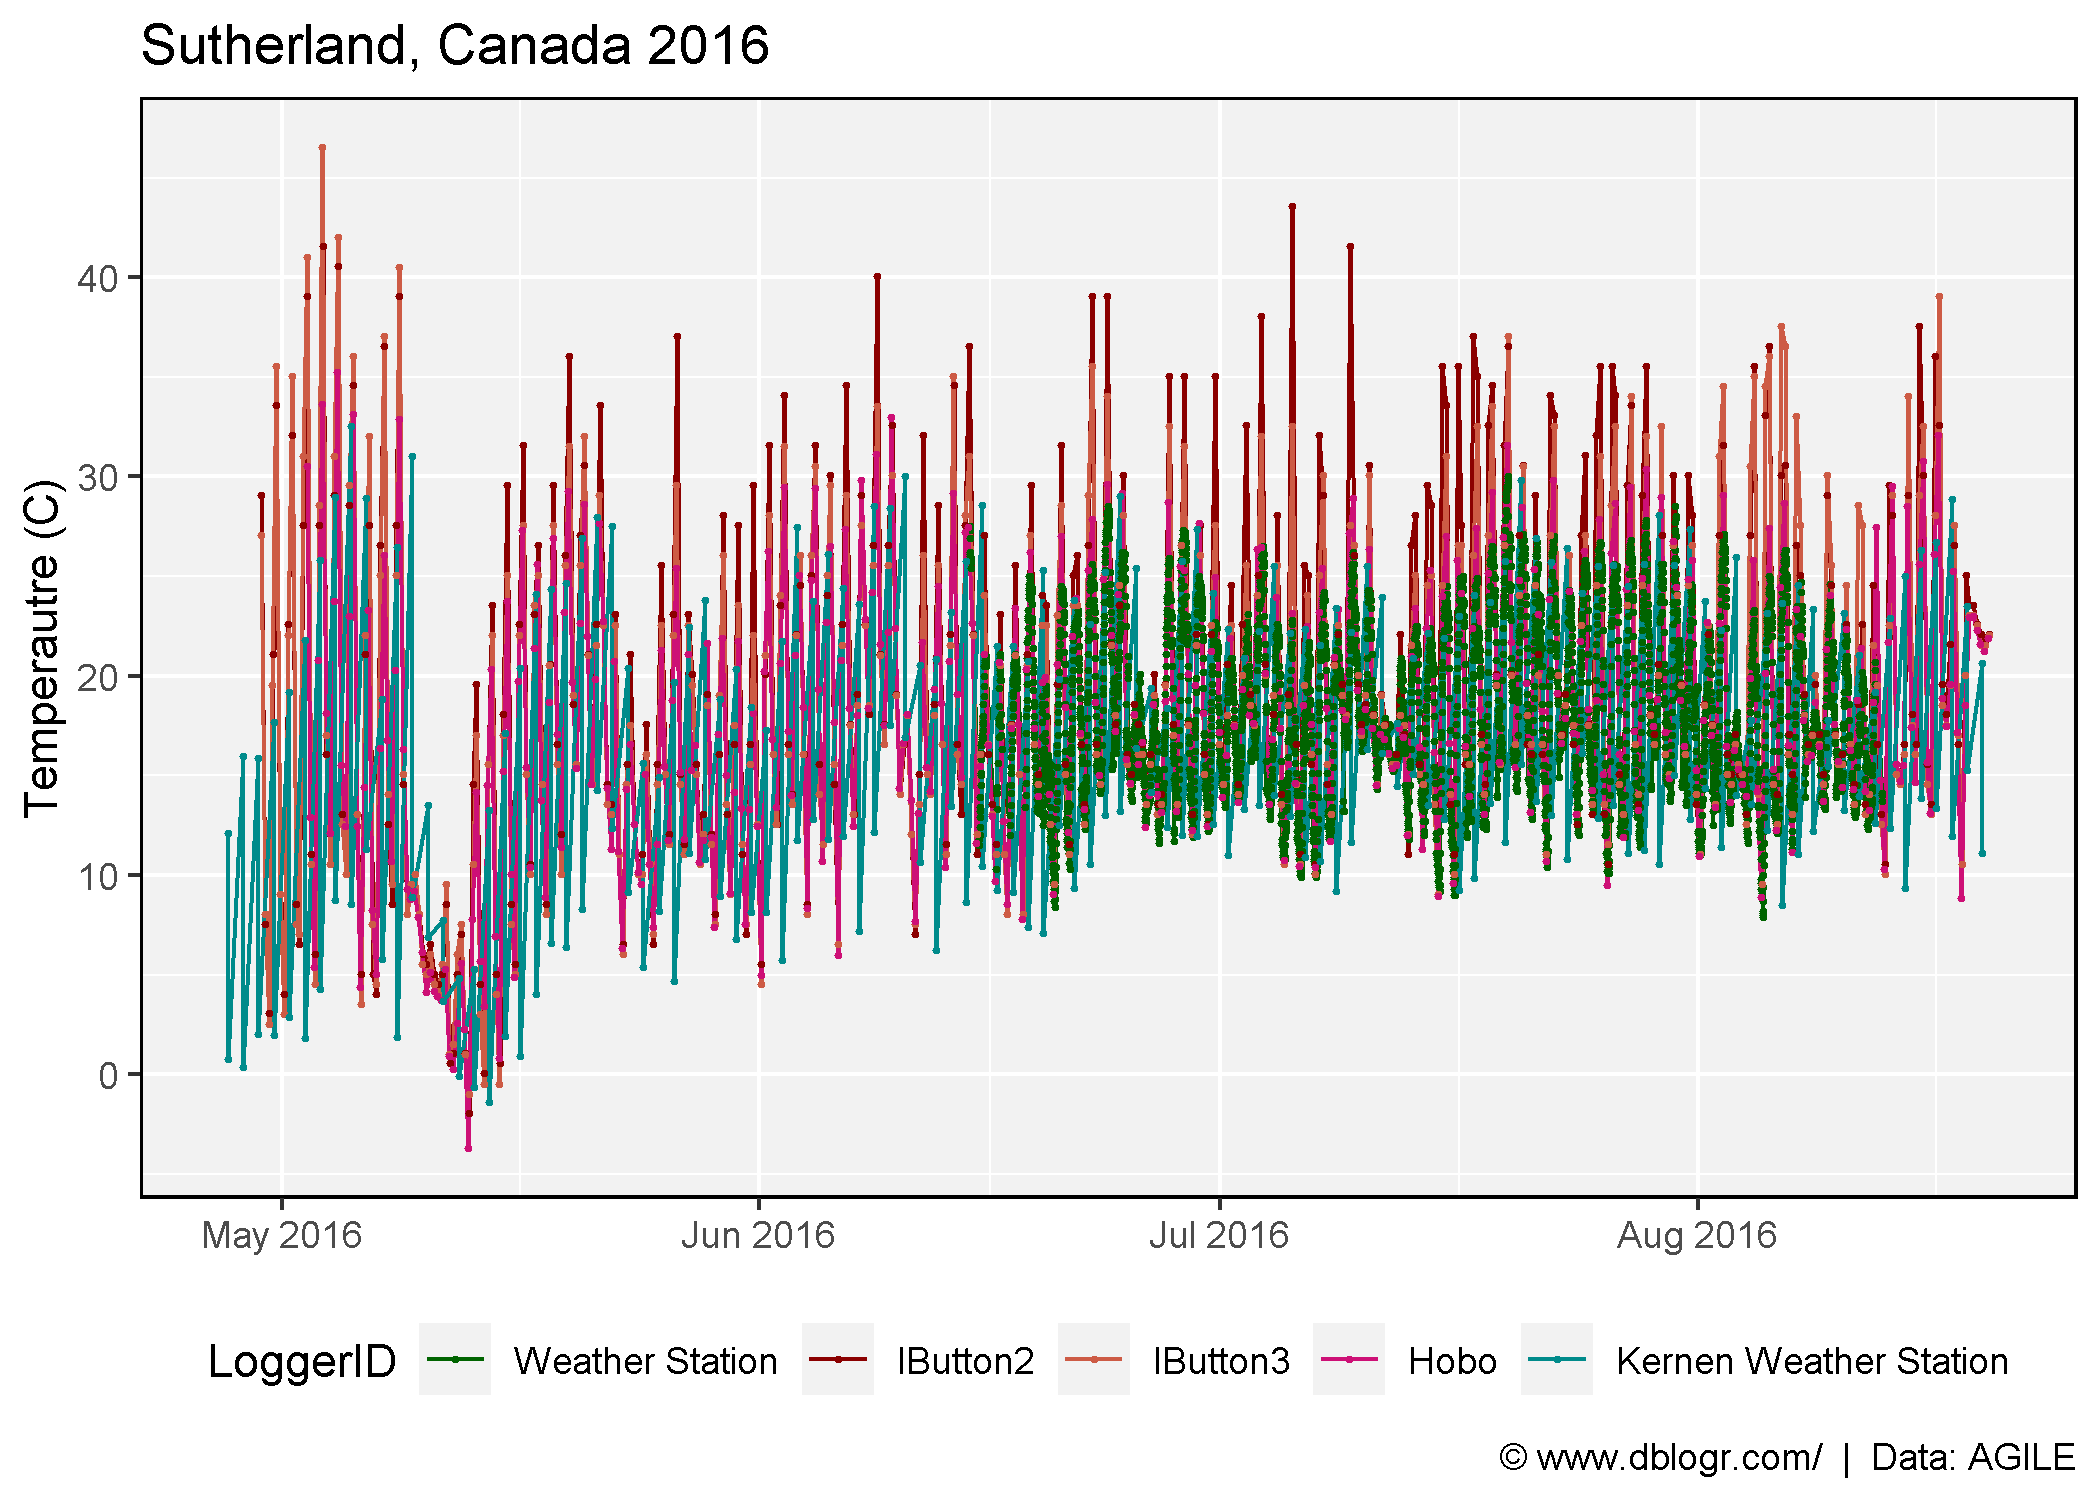 Sutherland, Canada 2016
Temperautre (C)
40
30
20
10
0
May 2016 Jun 2016 Jul 2016 Aug 2016
LoggerID Weather Station IButton2 IButton3 Hobo Kernen Weather Station
© www.dblogr.com/ | Data: AGILE